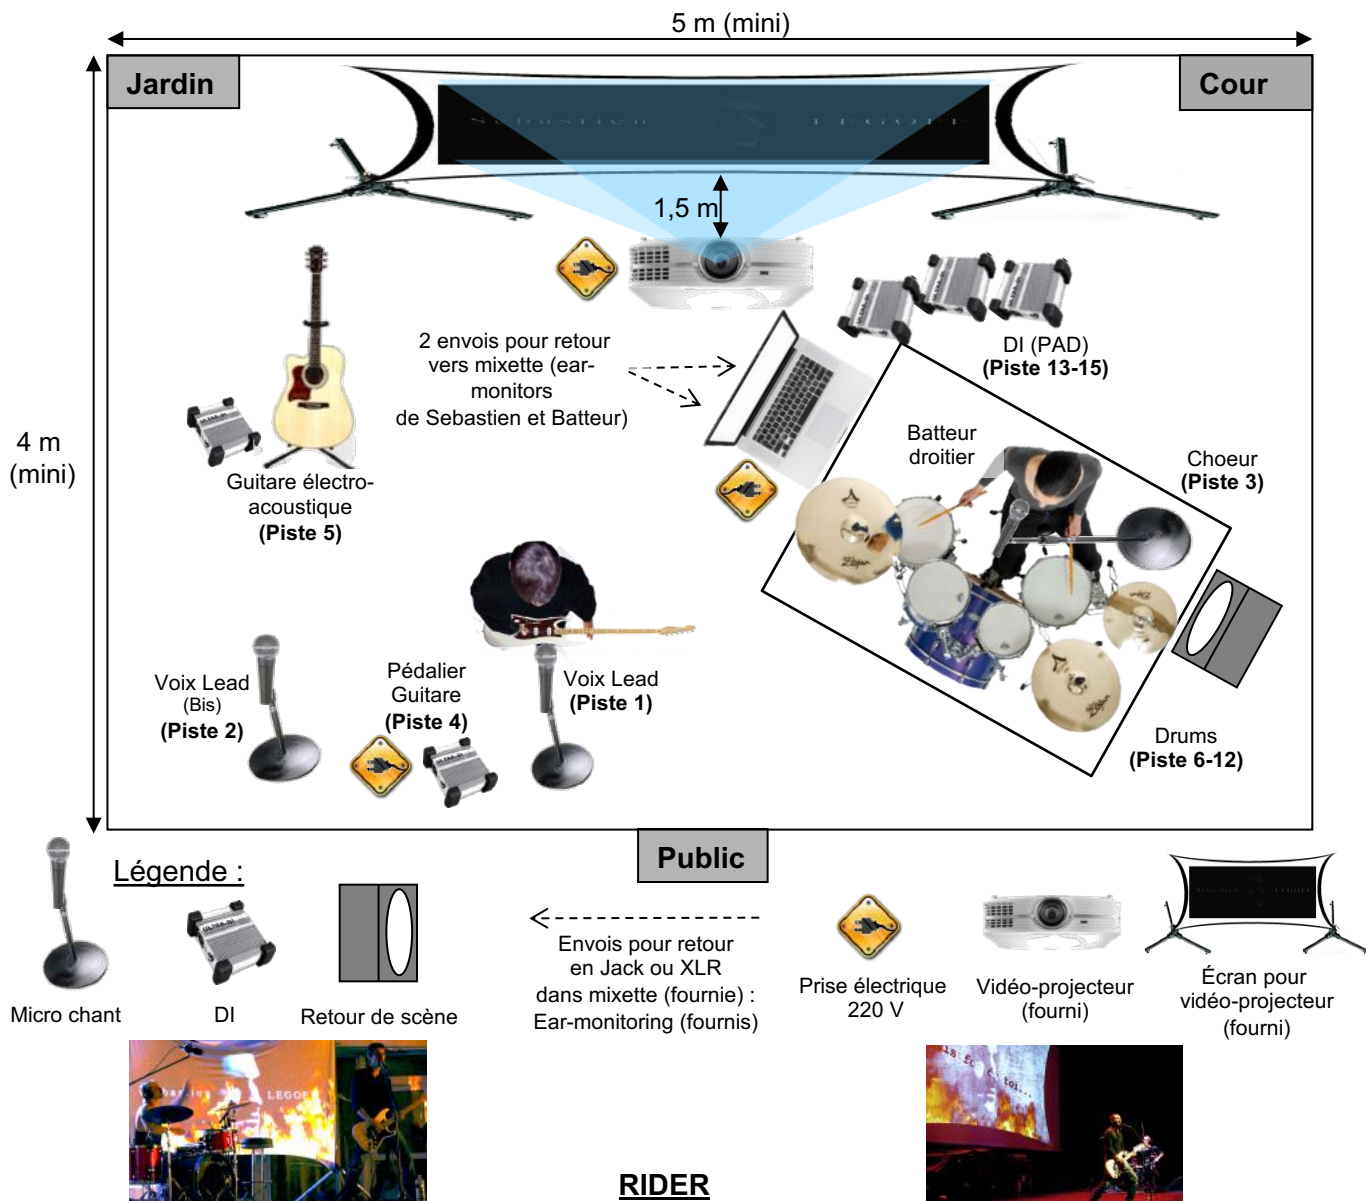 5 m (mini)
Jardin
Cour
Sébastien LEGOFF
1,5 m
2 envois pour retour
vers mixette (ear-
monitors
de Sebastien et Batteur)
DI (PAD)
(Piste 13-15)
4 m
(mini)
Batteur
droitier
Choeur
(Piste 3)
Guitare électro-
acoustique
(Piste 5)
Voix Lead
(Bis)
(Piste 2)
Pédalier
Guitare
(Piste 4)
Voix Lead
(Piste 1)
Drums
(Piste 6-12)
Public
Légende :
Micro chant
DI
Retour de scène
Envois pour retour
en Jack ou XLR
dans mixette (fournie) :
Ear-monitoring (fournis)
Prise électrique
220 V
Vidéo-projecteur
(fourni)
Écran pour
vidéo-projecteur
(fourni)
LEGOFF
RIDER